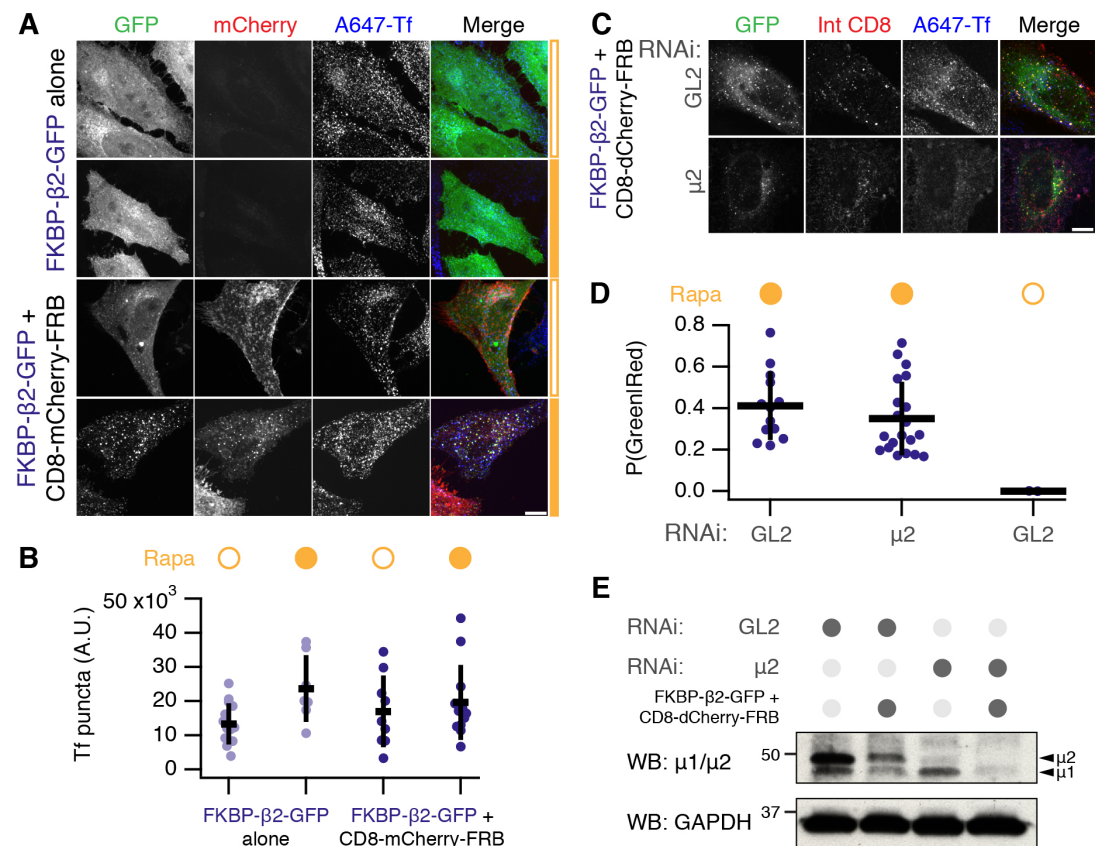 A
GFP mCherry A647-Tf Merge
FKBP-β2-GFP alone
FKBP-β2-GFP +
CD8-mCherry-FRB
B
Rapa
50 x10³
40
30
20
10
0
Tf puncta (A.U.)
FKBP-β2-GFP
alone
FKBP-β2-GFP +
CD8-mCherry-FRB
C
GFP Int CD8 A647-Tf Merge
RNAi:
GL2
μ2
FKBP-β2-GFP +
CD8-dCherry-FRB
D
Rapa
0.8
0.6
0.4
0.2
0.0
P(Green|Red)
RNAi: GL2 μ2 GL2
E
RNAi: GL2
RNAi: μ2
FKBP-β2-GFP +
CD8-dCherry-FRB
WB: μ1/μ2
50
μ2
μ1
WB: GAPDH
37